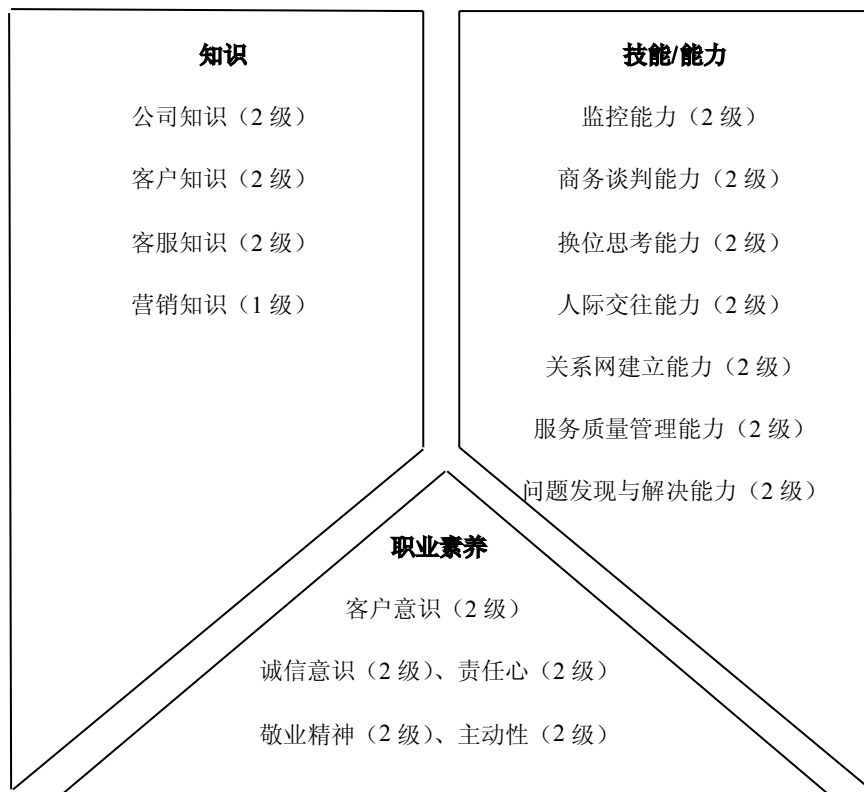 知识
公司知识（2 级）
客户知识（2 级）
客服知识（2 级）
营销知识（1 级）
技能/能力
监控能力（2 级）
商务谈判能力（2 级）
换位思考能力（2 级）
人际交往能力（2 级）
关系网建立能力（2 级）
服务质量管理能力（2 级）
问题发现与解决能力（2 级）
职业素养
客户意识（2 级）
诚信意识（2 级）、责任心（2 级）
敬业精神（2 级）、主动性（2 级）